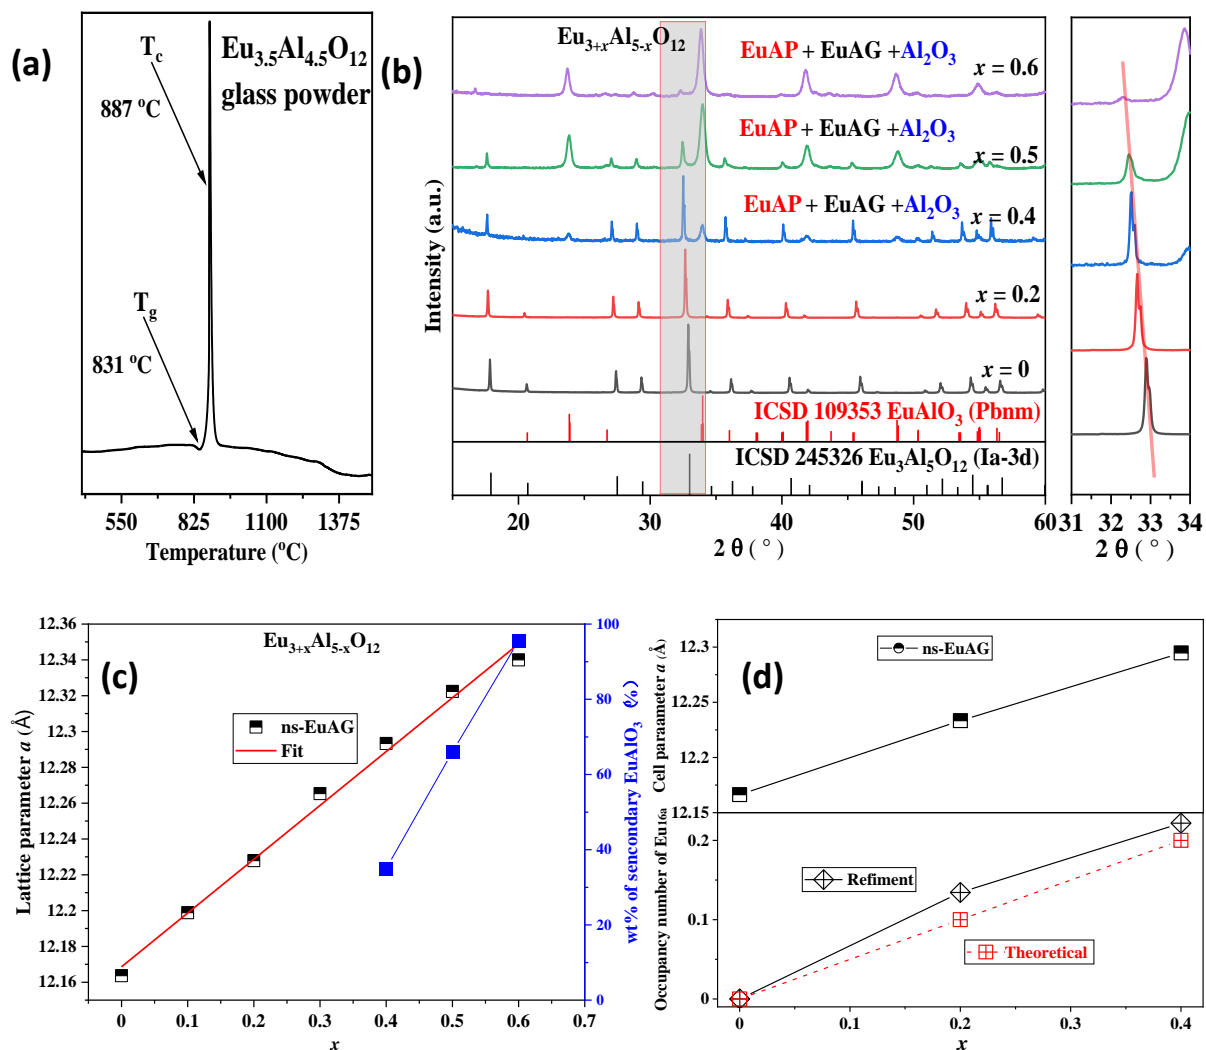 (a)
Eu3.5Al4.5O12
glass powder
Tc
887 ºC
Tg
831 ºC
550 825 1100 1375
Temperature (ºC)
(b)
Eu3+xAl5-xO12
EuAP + EuAG +Al2O3
x = 0.6
EuAP + EuAG +Al2O3
x = 0.5
EuAP + EuAG +Al2O3
x = 0.4
x = 0.2
x = 0
ICSD 109353 EuAlO3 (Pbnm)
ICSD 245326 Eu3Al5O12 (Ia-3d)
Intensity (a.u.)
20 30 40 50 60
2 θ ( ° )
31 32 33 34
2 θ ( ° )
(c)
Eu3+xAl5-xO12
ns-EuAG
Fit
Lattice parameter a (Å)
12.36
12.34
12.32
12.3
12.28
12.26
12.24
12.22
12.2
12.18
12.16
0 0.1 0.2 0.3 0.4 0.5 0.6 0.7
x
100
80
60
40
20
0
wt% of sencondary EuAlO3 (%)
(d)
ns-EuAG
Cell paraameter a (Å)
12.3
12.25
12.2
12.15
Refiment
Theoretical
Occupancy number of Eu16a
0.2
0.1
0
0 0.1 0.2 0.3 0.4
x